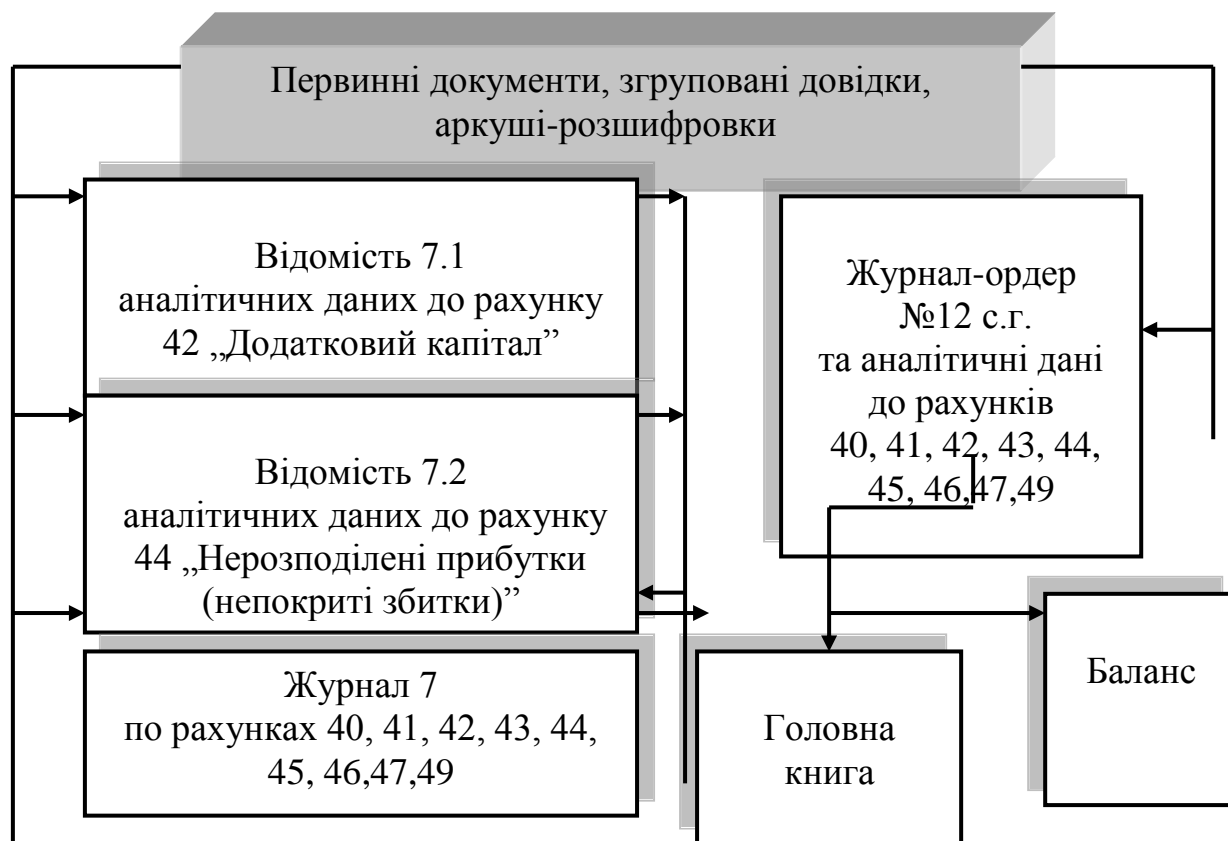 Первинні документи, згруповані довідки,
аркуші-розшифровки
Відомість 7.1
аналітичних даних до рахунку
42 „Додатковий капітал”
Відомість 7.2
аналітичних даних до рахунку
44 „Нерозподілені прибутки
(непокриті збитки)”
Журнал 7
по рахунках 40, 41, 42, 43, 44,
45, 46,47,49
Журнал-ордер
№12 с.г.
та аналітичні дані
до рахунків
40, 41, 42, 43, 44,
45, 46,47,49
Головна
книга
Баланс